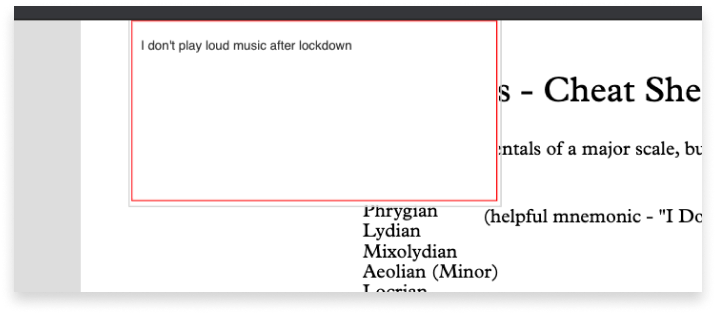 I don't play loud music after lockdown
s - Cheat She
entals of a major scale, bu
Phrygian (helpful mnemonic - "I Do
Lydian
Mixolydian
Aeolian (Minor)
Locrian